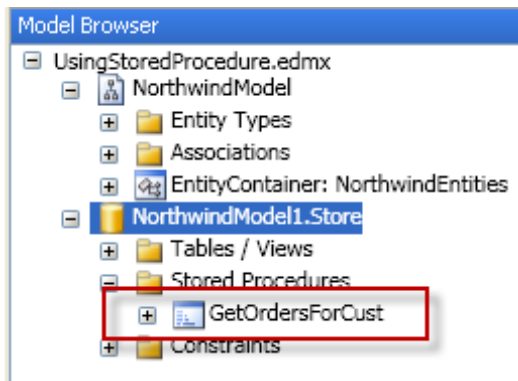 Model Browser
UsingStoredProcedure.edmx
NorthwindModel
Entity Types
Associations
EntityContainer: NorthwindEntities
NorthwindModel1.Store
Tables / Views
Stored Procedures
GetOrdersForCust
Constraints